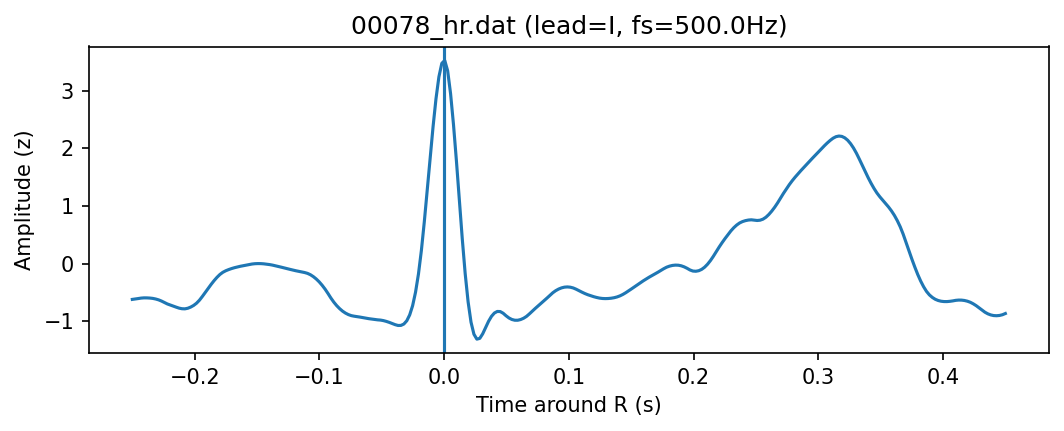 00078_hr.dat (lead=I, fs=500.0Hz)
Amplitude (z)
3
2
1
0
−1
−0.2 −0.1 0.0 0.1 0.2 0.3 0.4
Time around R (s)